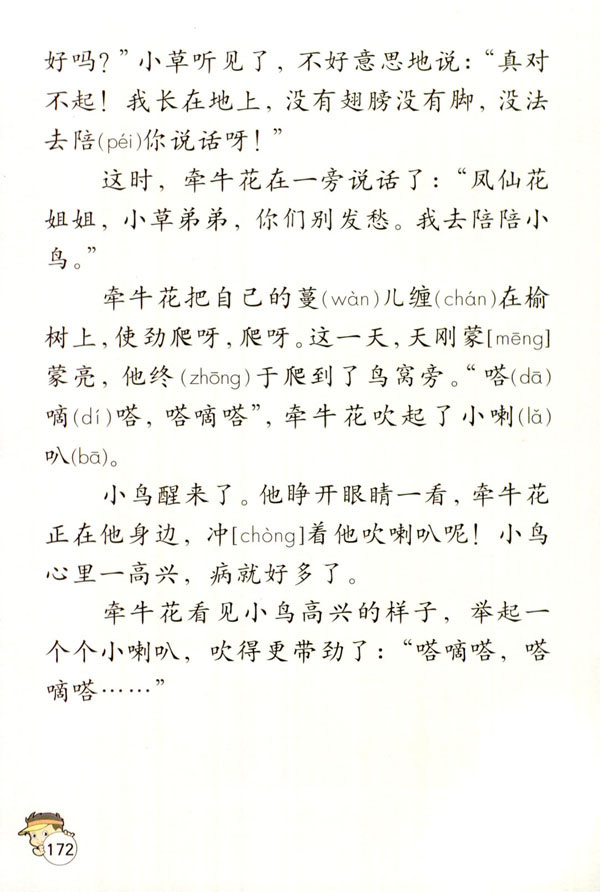 好吗？”小草听见了，不好意思地说：“真对
不起！我长在地上，没有翅膀没有脚，没法
去陪(péi)你说话呀！”
这时，牵牛花在一旁说话了：“凤仙花
姐姐，小草弟弟，你们别发愁。我去陪陪小
鸟。”
牵牛花把自己的蔓(wàn)儿缠(chán)在榆
树上，使劲爬呀，爬呀。这一天，天刚蒙[mēng]
蒙亮，他终(zhōng)于爬到了鸟窝旁。“嗒(dā)
嘀(dí)嗒，嗒嘀嗒”，牵牛花吹起了小喇(lǎ)
叭(bā)。
小鸟醒来了。他睁开眼睛一看，牵牛花
正在他身边，冲[chòng]着他吹喇叭呢！小鸟
心里一高兴，病就好多了。
牵牛花看见小鸟高兴的样子，举起一
个个小喇叭，吹得更带劲了：“嗒嘀嗒，嗒
嘀嗒……”
172